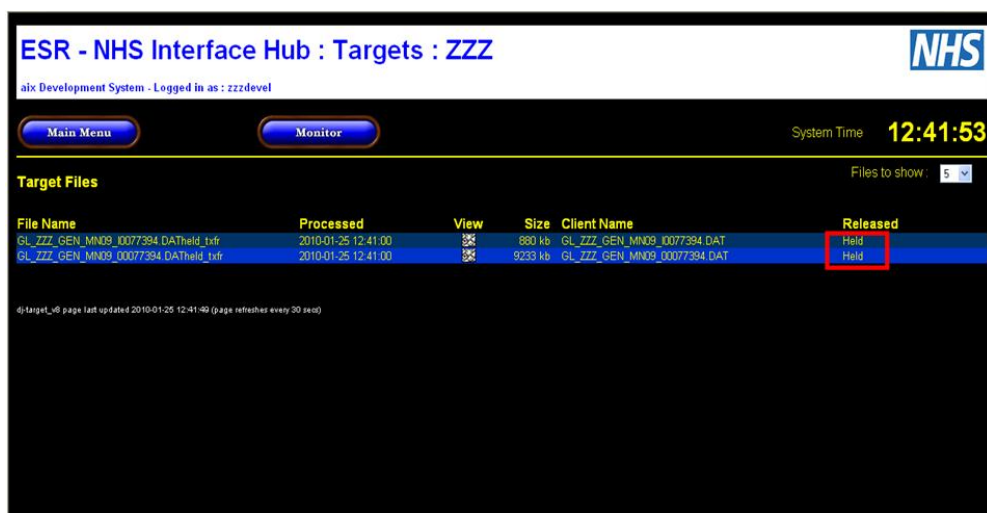 ESR - NHS Interface Hub : Targets : ZZZ
NHS
aix Development System - Logged in as : zzzdevel
Main Menu
Monitor
System Time 12:41:53
Files to show : 5
Target Files
File Name Processed View Size Client Name Released
GL_ZZZ_GEN_MN09_I0077394.DATheld_txfr 2010-01-25 12:41:00 880 kb GL_ZZZ_GEN_MN09_I0077394.DAT Held
GL_ZZZ_GEN_MN09_00077394.DATheld_txfr 2010-01-25 12:41:00 9233 kb GL_ZZZ_GEN_MN09_00077394.DAT Held
dj-target_v8 page last updated 2010-01-25 12:41:49 (page refreshes every 30 secs)